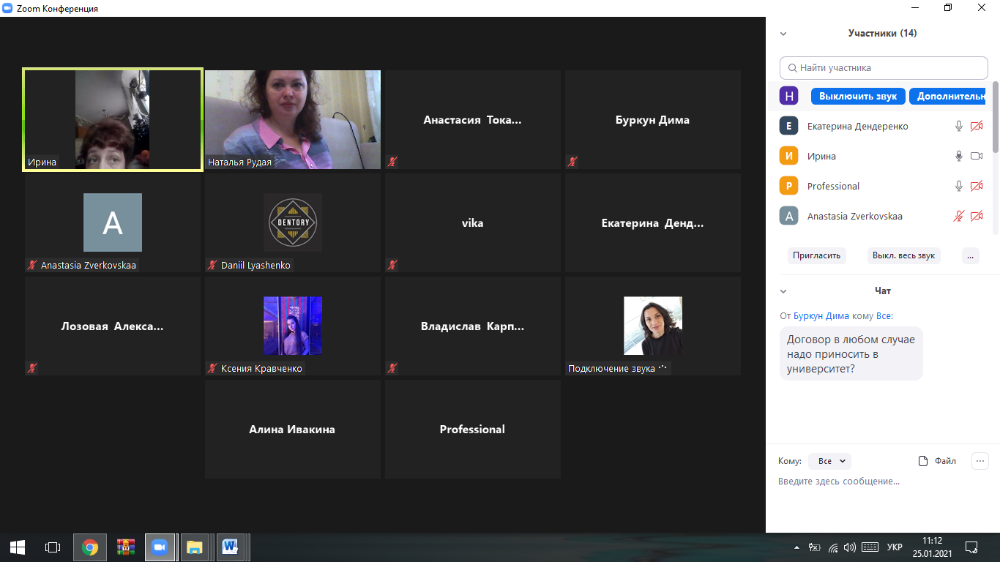 Zoom Конференция
Ирина
Наталья Рудая
Анастасия Тока...
Буркун Дима
A
Anastasia Zverkovskaa
DENTORY
Daniil Lyashenko
vika
Екатерина Денд...
Лозовая Алекса...
Ксения Кравченко
Владислав Карп...
Подключение звука
Алина Ивакина
Professional
Участники (14)
Найти участника
Н
Выключить звук
Дополнительн
Е
Екатерина Дендеренко
И
Ирина
P
Professional
A
Anastasia Zverkovskaa
Пригласить
Выкл. весь звук
...
Чат
От Буркун Дима кому Все:
Договор в любом случае
надо приносить в
университет?
Кому:
Все
Файл
Введите здесь сообщение...
УКР
11:12
25.01.2021